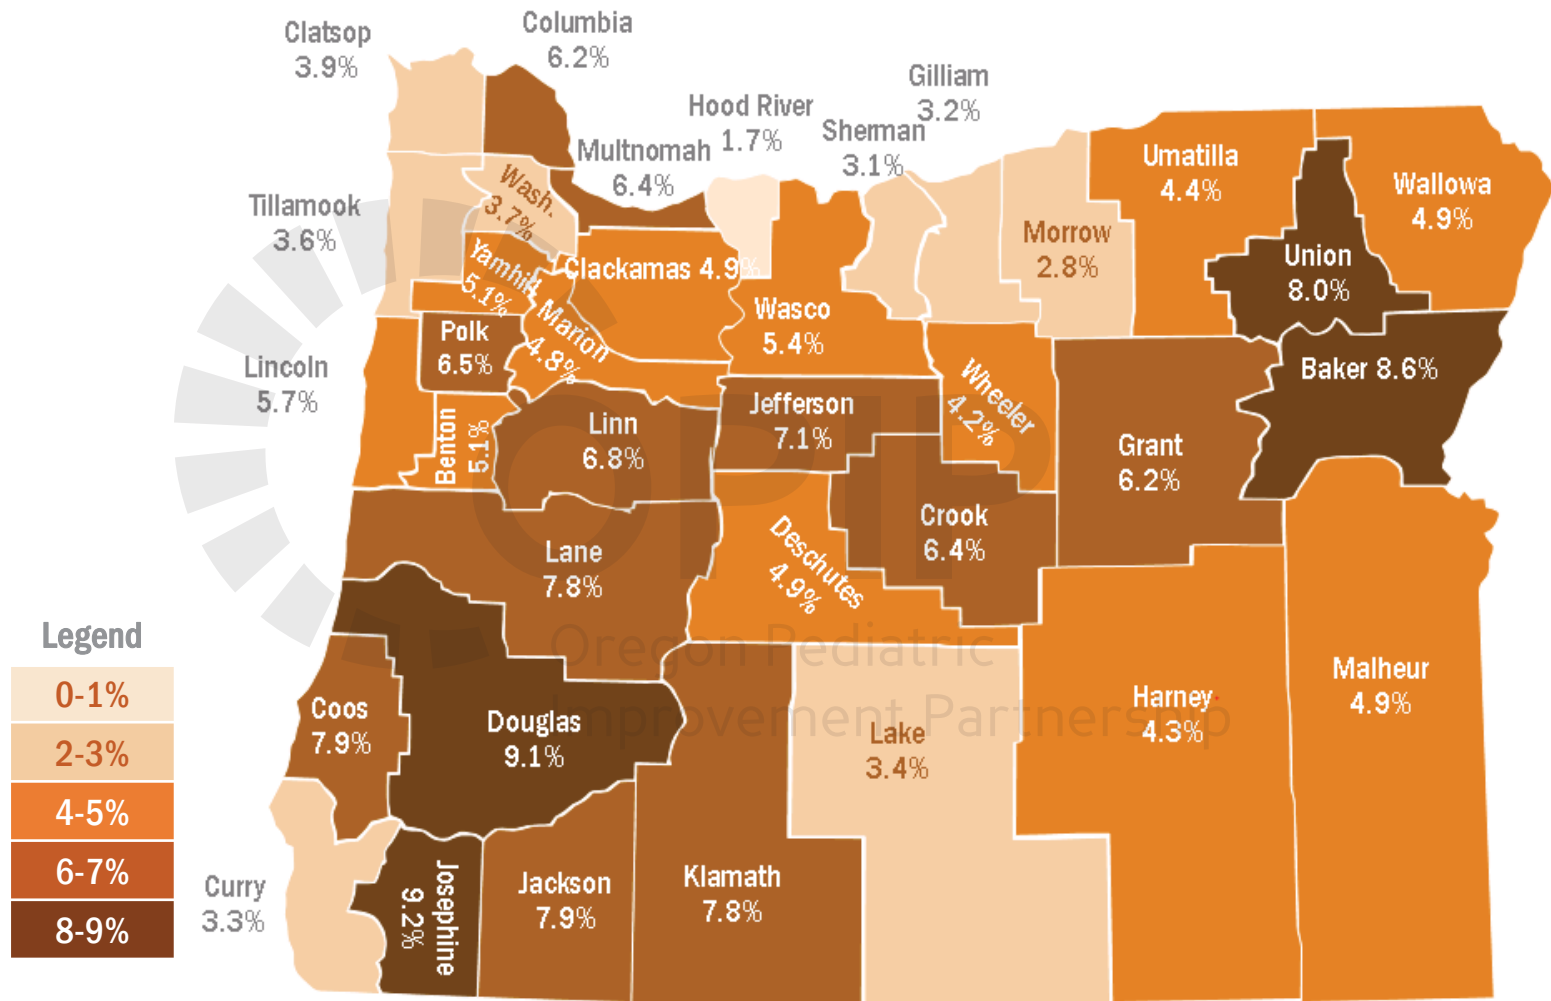 Clatsop
3.9%
Columbia
6.2%
Hood River
1.7%
Gilliam
3.2%
Sherman
3.1%
Multnomah
6.4%
Tillamook
3.6%
Wash.
3.7%
Yamhill
5.1%
Clackamas 4.9%
Marion
4.8%
Wasco
5.4%
Morrow
2.8%
Umatilla
4.4%
Union
8.0%
Wallowa
4.9%
Lincoln
5.7%
Polk
6.5%
Benton
5.1%
Linn
6.8%
Jefferson
7.1%
Wheeler
4.2%
Grant
6.2%
Baker 8.6%
Lane
7.8%
Deschutes
4.9%
Crook
6.4%
OPIP
Oregon Pediatric
Improvement Partnership
Coos
7.9%
Douglas
9.1%
Lake
3.4%
Harney
4.3%
Malheur
4.9%
Curry
3.3%
Josephine
9.2%
Jackson
7.9%
Klamath
7.8%
Legend
0-1%
2-3%
4-5%
6-7%
8-9%